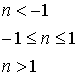 n < −1
−1 ≤ n ≤ 1
n > 1